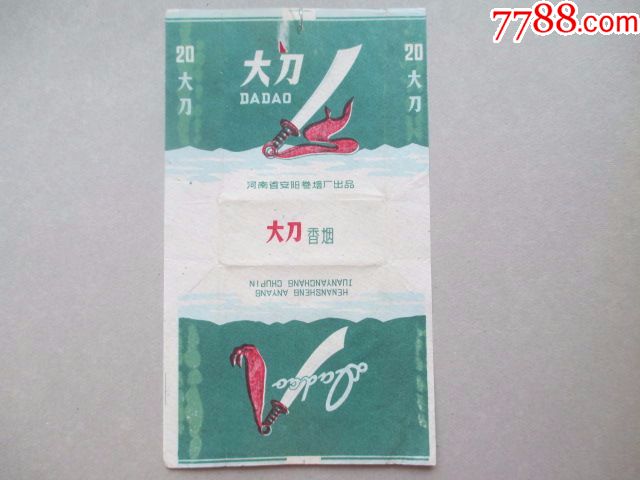 7788.com
20
大刀
大刀
DADAO
20
大刀
河南省安阳卷烟厂出品
大刀 香烟
HENANSHENG ANYANG
JUANYANCHANG CHUPIN
Dadao